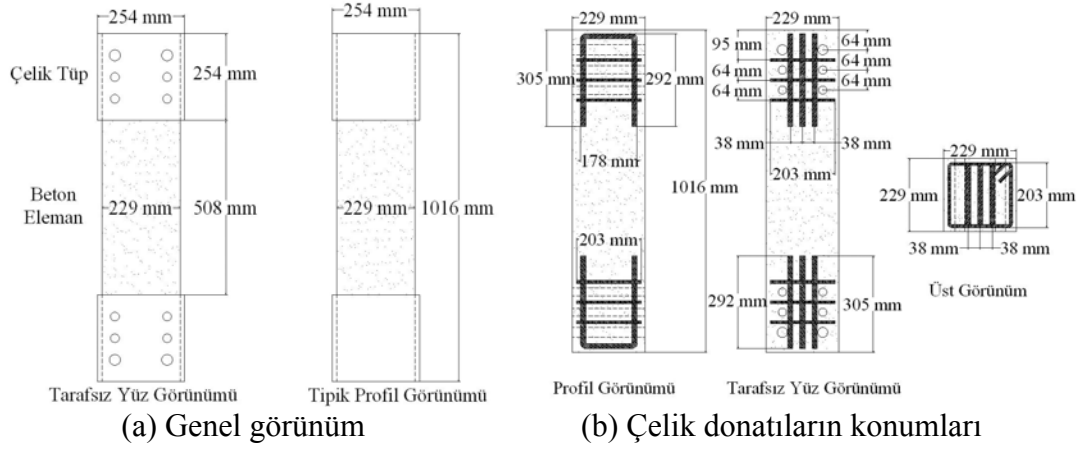 254 mm
Çelik Tüp
254 mm
Beton
Eleman
229 mm
508 mm
Tarafsız Yüz Görünümü
254 mm
229 mm
1016 mm
Tipik Profil Görünümü
(a) Genel görünüm
229 mm
305 mm
292 mm
178 mm
1016 mm
203 mm
Profil Görünümü
229 mm
95 mm
64 mm
64 mm
64 mm
64 mm
64 mm
38 mm
38 mm
203 mm
292 mm
305 mm
Tarafsız Yüz Görünümü
229 mm
229 mm
203 mm
38 mm
38 mm
Üst Görünüm
(b) Çelik donatıların konumları